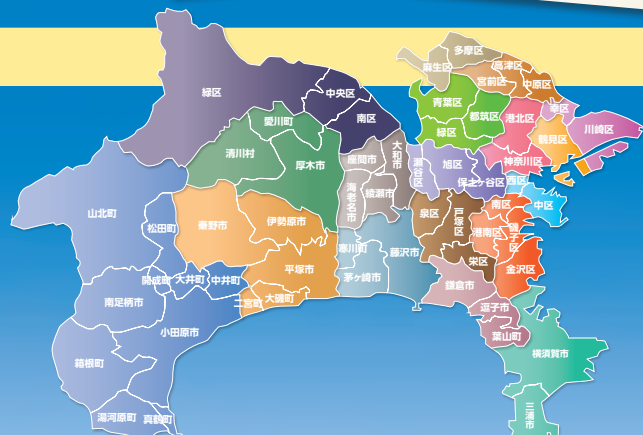 緑区
中央区
南区
愛川町
清川村
厚木市
座間市
大和市
海老名市
綾瀬市
麻生区
多摩区
高津区
宮前区
中原区
幸区
川崎区
青葉区
都筑区
緑区
港北区
鶴見区
神奈川区
瀬谷区
旭区
保土ヶ谷区
西区
中区
南区
磯子区
港南区
泉区
戸塚区
栄区
金沢区
山北町
松田町
秦野市
伊勢原市
寒川町
藤沢市
茅ヶ崎市
平塚市
大磯町
二宮町
開成町
大井町
中井町
南足柄市
小田原市
箱根町
湯河原町
真鶴町
鎌倉市
逗子市
葉山町
横須賀市
三浦市